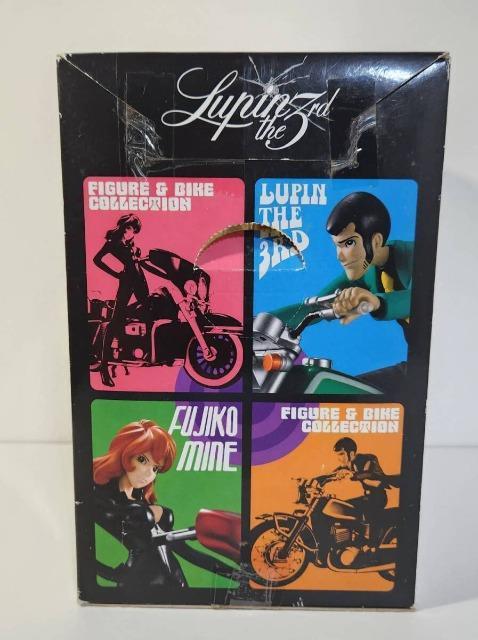 Lupin
the 3rd
FIGURE & BIKE
COLLECTION
LUPIN
THE
3RD
FUJIKO
MINE
FIGURE & BIKE
COLLECTION